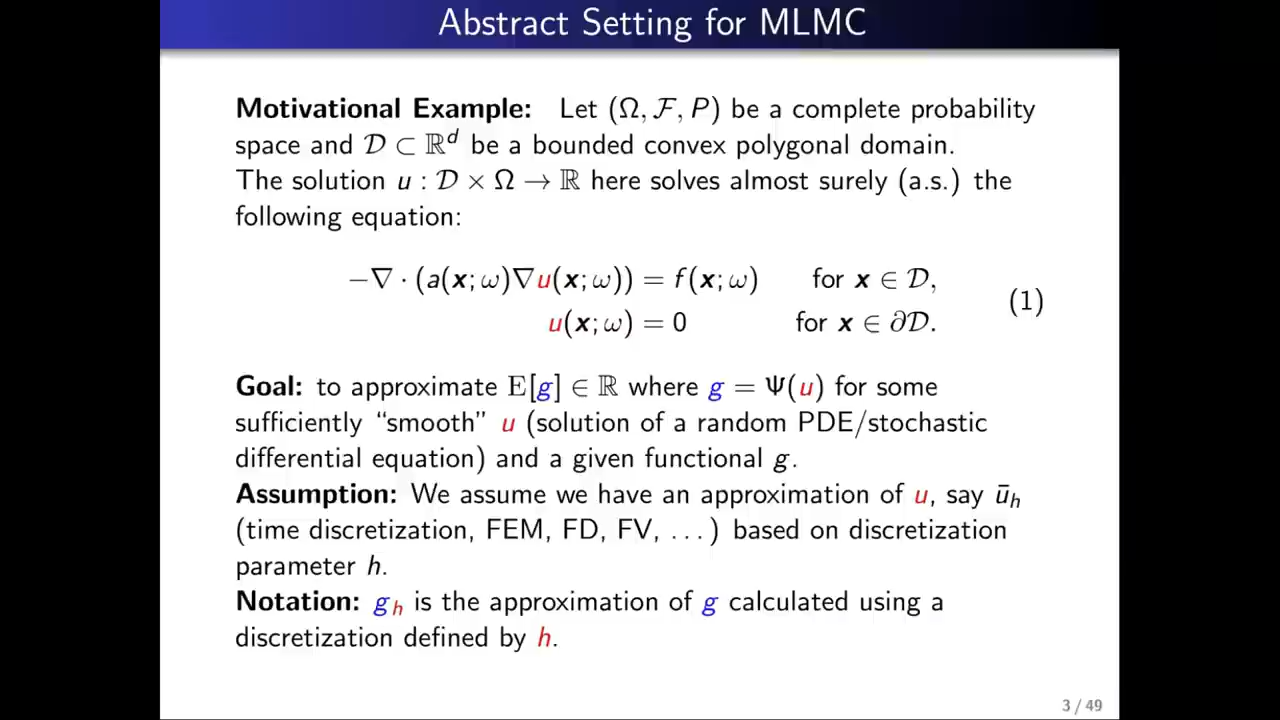 Abstract Setting for MLMC
Motivational Example: Let (Ω, ℱ, P) be a complete probability
space and 𝒟 ⊂ ℝᵈ be a bounded convex polygonal domain.
The solution u : 𝒟 × Ω → ℝ here solves almost surely (a.s.) the
following equation:
−∇ · (a(x; ω)∇u(x; ω)) = f(x; ω) for x ∈ 𝒟,
u(x; ω) = 0 for x ∈ ∂𝒟.
(1)
Goal: to approximate E[g] ∈ ℝ where g = Ψ(u) for some
sufficiently “smooth” u (solution of a random PDE/stochastic
differential equation) and a given functional g.
Assumption: We assume we have an approximation of u, say ūₕ
(time discretization, FEM, FD, FV, ...) based on discretization
parameter h.
Notation: gₕ is the approximation of g calculated using a
discretization defined by h.
3 / 49